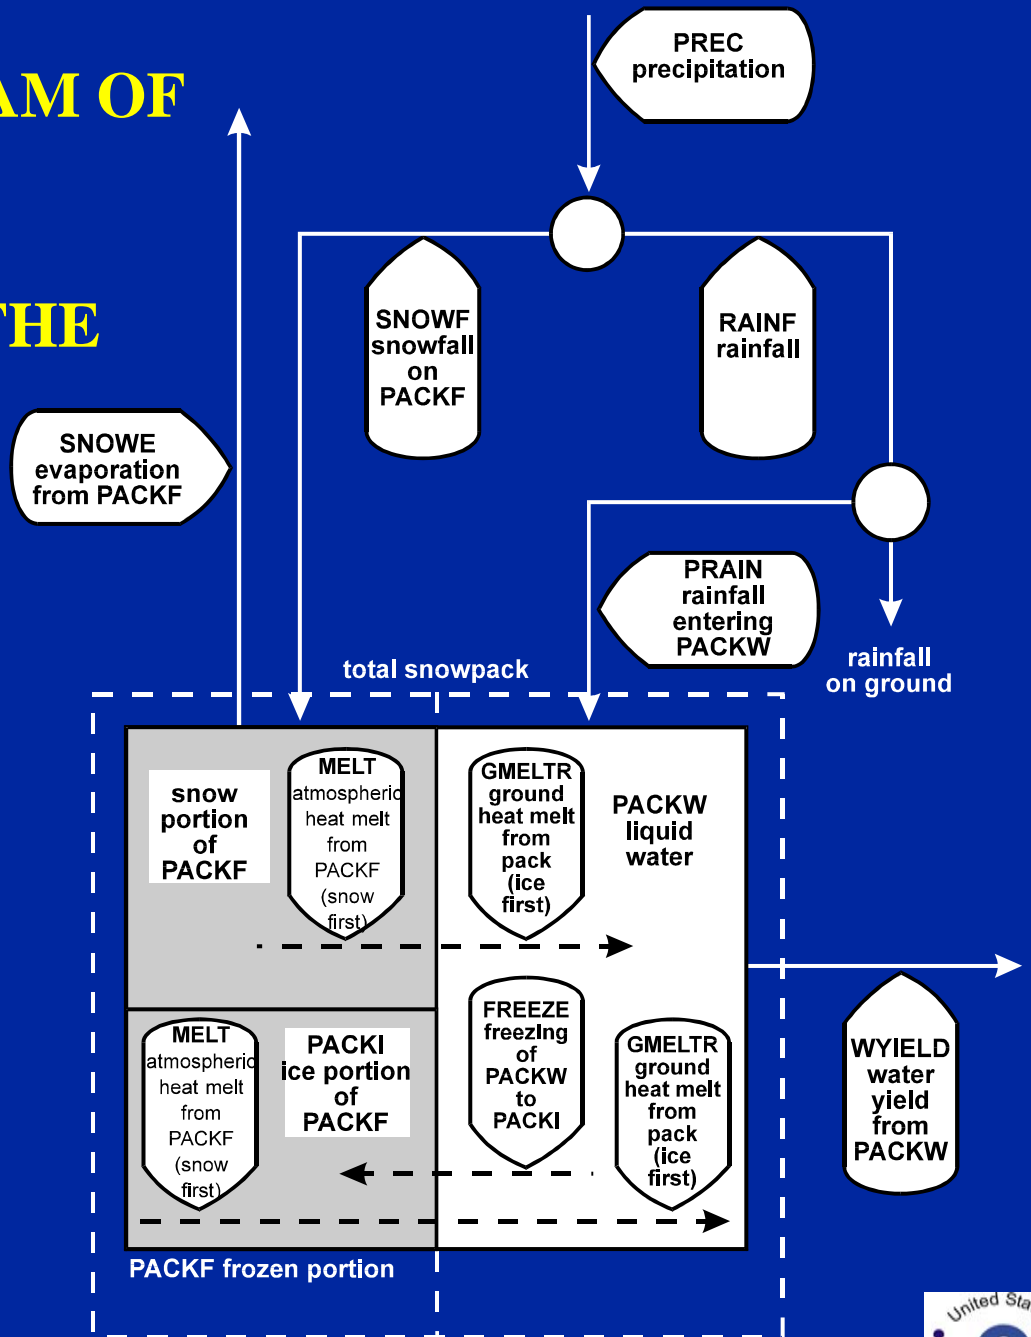 AM OF
THE
PREC
precipitation
SNOWF
snowfall
on
PACKF
RAINF
rainfall
SNOWE
evaporation
from PACKF
PRAIN
rainfall
entering
PACKW
rainfall
on ground
total snowpack
snow
portion
of
PACKF
MELT
atmospheric
heat melt
from
PACKF
(snow
first)
GMELTR
ground
heat melt
from
pack
(ice
first)
PACKW
liquid
water
MELT
atmospheric
heat melt
from
PACKF
(snow
first)
PACKI
ice portion
of
PACKF
FREEZE
freezIng
of
PACKW
to
PACKI
GMELTR
ground
heat melt
from
pack
(ice
first)
WYIELD
water
yield
from
PACKW
PACKF frozen portion
United Sta